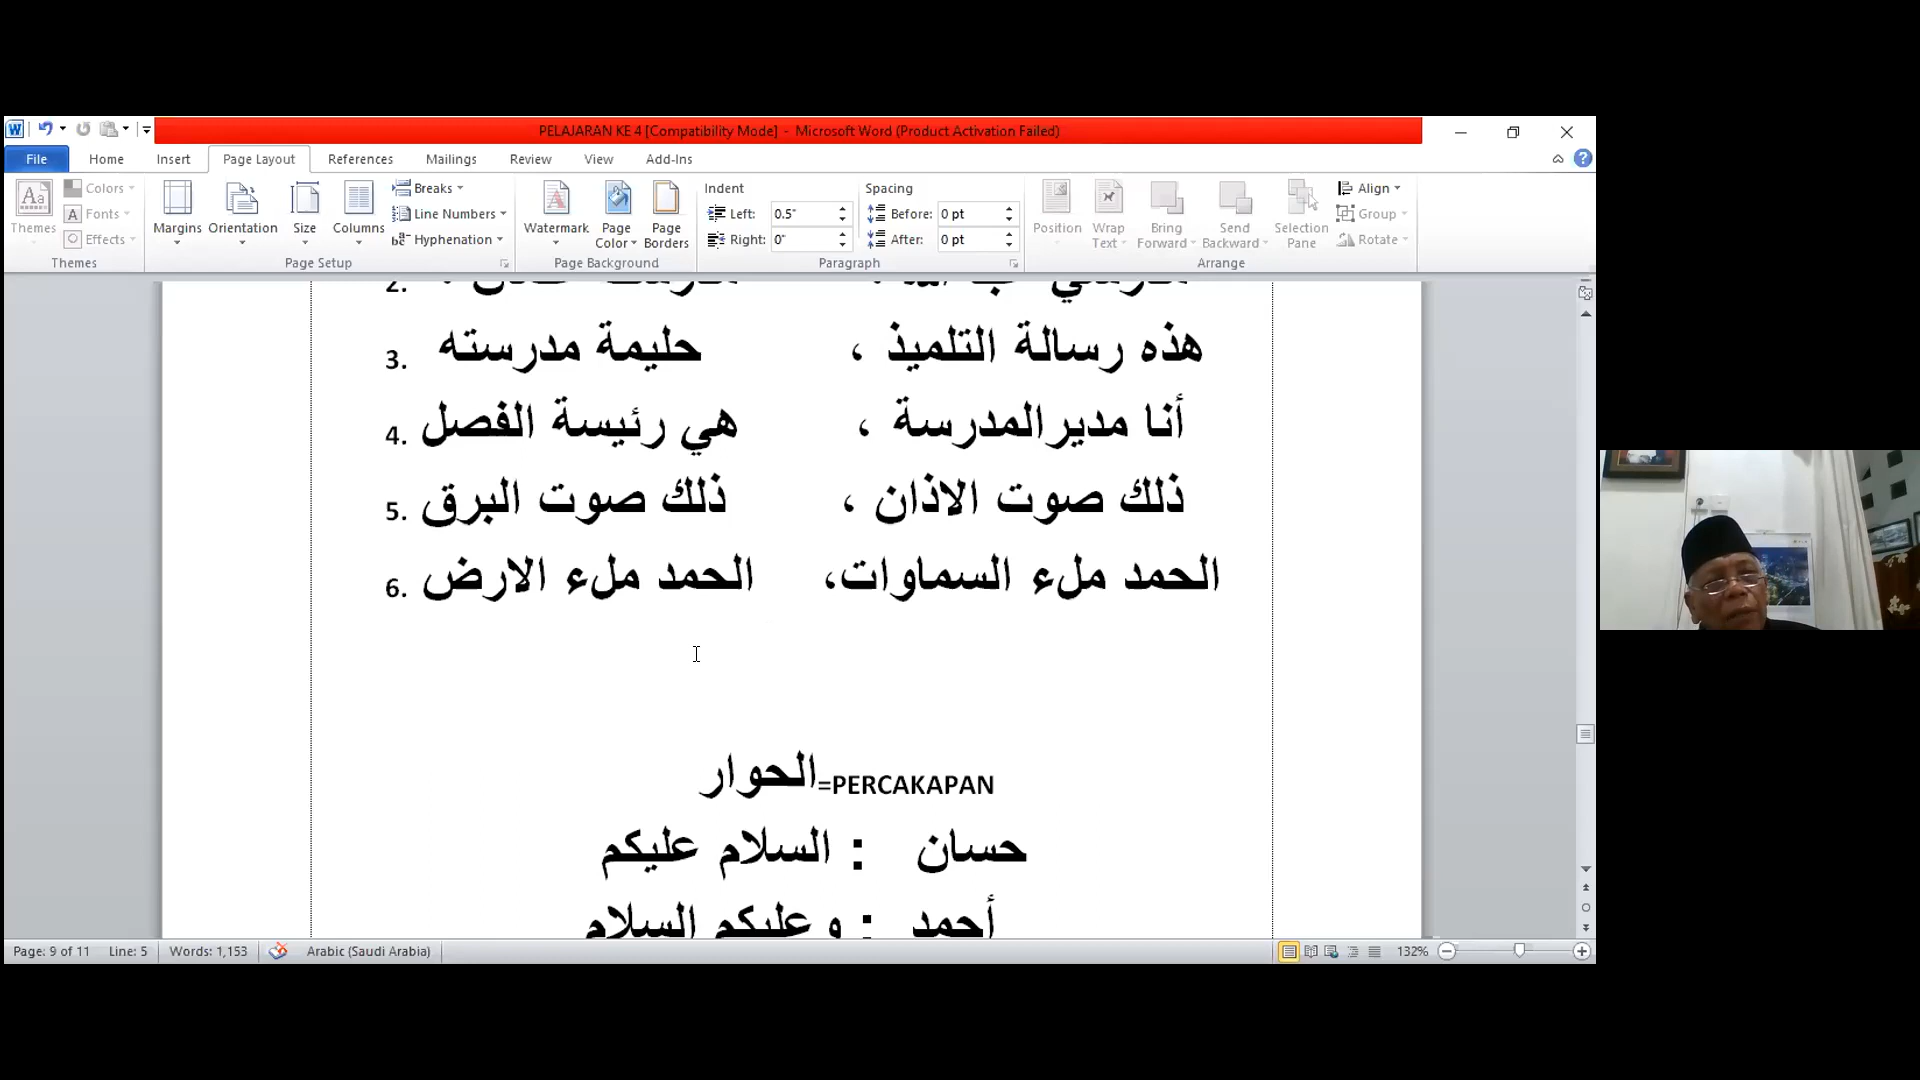 PELAJARAN KE 4 [Compatibility Mode] - Microsoft Word (Product Activation Failed)
File Home Insert Page Layout References Mailings Review View Add-Ins
Themes Colors Fonts Effects Themes
Margins Orientation Size Columns Breaks Line Numbers Hyphenation Page Setup
Watermark Page Color Page Borders Page Background
Indent Left: 0.5" Right: 0" Spacing Before: 0 pt After: 0 pt Paragraph
Position Wrap Text Bring Forward Send Backward Selection Pane Align Group Rotate Arrange
2.
3. هذه رسالة التلميذ ، حليمة مدرسته
4. أنا مديرالمدرسة ، هي رئيسة الفصل
5. ذلك صوت الاذان ، ذلك صوت البرق
6. الحمد ملء السماوات، الحمد ملء الارض
الحوار=PERCAKAPAN
حسان : السلام عليكم
أحمد : و عليكم السلام
Page: 9 of 11 Line: 5 Words: 1,153 Arabic (Saudi Arabia) 132%